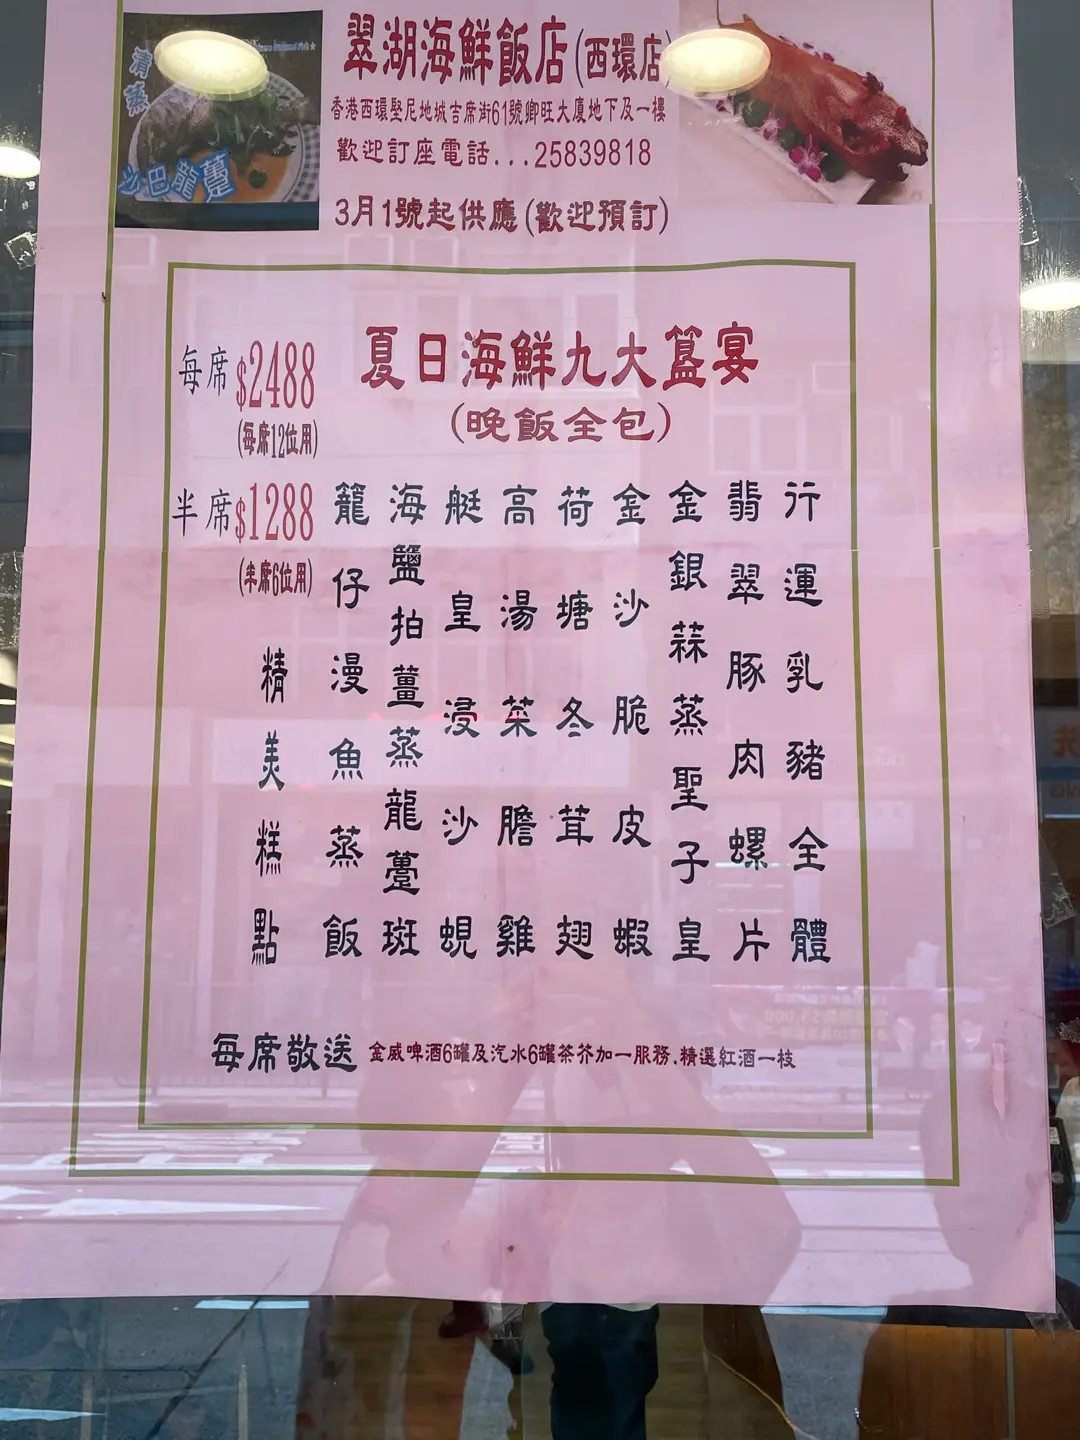 翠湖海鮮飯店(西環店
香港西環堅尼地城吉席街61號卿旺大廈地下及一樓
歡迎訂座電話...25839818
3月1號起供應(歡迎預訂)
清蒸
沙巴龍躉
夏日海鮮九大簋宴
(晚飯全包)
每席$2488
(每席12位用)
半席$1288
(半席6位用)
行運乳豬全體
翡翠豚肉螺片
金銀蒜蒸聖子皇
金沙脆皮蝦
荷塘冬茸翅
高湯菜膽雞
艇皇浸沙蜆
海鹽拍薑蒸龍躉斑
籠仔漫魚蒸飯
精美糕點
每席敬送 金威啤酒6罐及汽水6罐茶芥加一服務.精選紅酒一枝